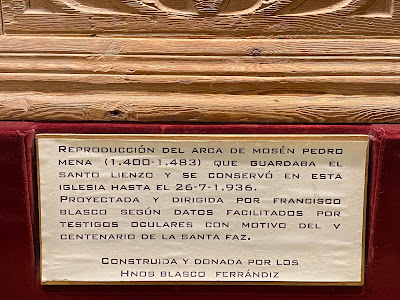 REPRODUCCIÓN DEL ARCA DE MOSÉN PEDRO
MENA (1.400-1.483) QUE GUARDABA EL
SANTO LIENZO Y SE CONSERVÓ EN ESTA
IGLESIA HASTA EL 26-7-1.936.
PROYECTADA Y DIRIGIDA POR FRANCISCO
BLASCO SEGÚN DATOS FACILITADOS POR
TESTIGOS OCULARES CON MOTIVO DEL V
CENTENARIO DE LA SANTA FAZ.
CONSTRUIDA Y DONADA POR LOS
HNOS BLASCO FERRÁNDIZ